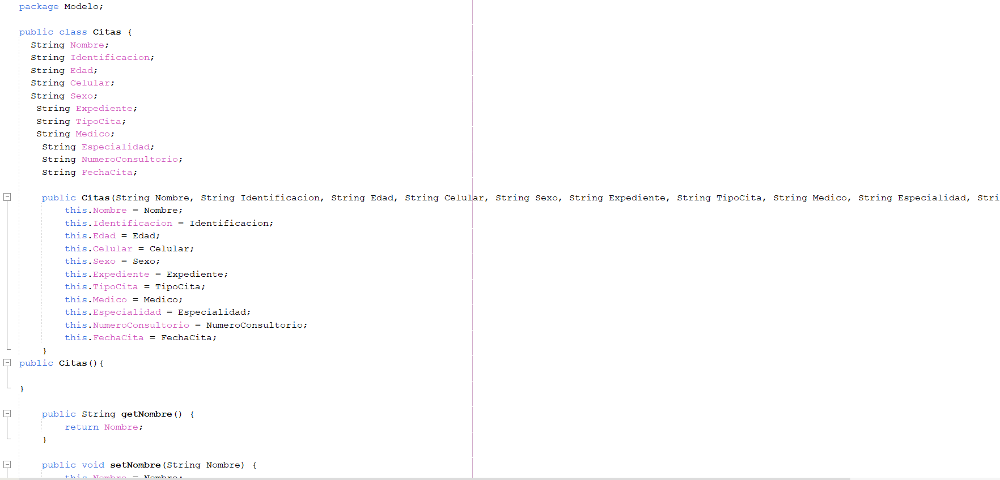 package Modelo;
public class Citas {
String Nombre;
String Identificacion;
String Edad;
String Celular;
String Sexo;
String Expediente;
String TipoCita;
String Medico;
String Especialidad;
String NumeroConsultorio;
String FechaCita;
public Citas(String Nombre, String Identificacion, String Edad, String Celular, String Sexo, String Expediente, String TipoCita, String Medico, String Especialidad, Stri
this.Nombre = Nombre;
this.Identificacion = Identificacion;
this.Edad = Edad;
this.Celular = Celular;
this.Sexo = Sexo;
this.Expediente = Expediente;
this.TipoCita = TipoCita;
this.Medico = Medico;
this.Especialidad = Especialidad;
this.NumeroConsultorio = NumeroConsultorio;
this.FechaCita = FechaCita;
}
public Citas(){
}
public String getNombre() {
return Nombre;
}
public void setNombre(String Nombre) {
this.Nombre = Nombre;